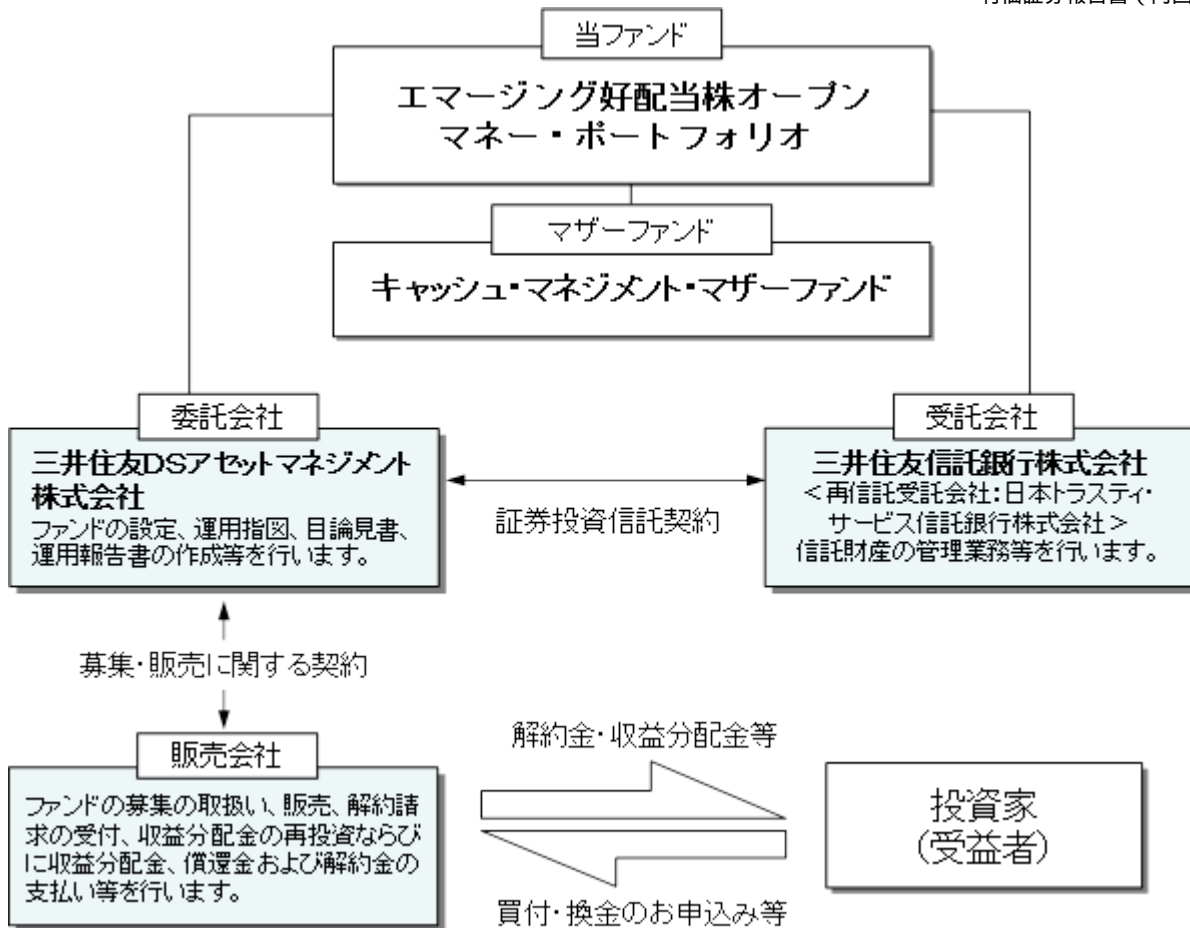 当ファンド
エマージング好配当株オープン
マネー・ポートフォリオ
マザーファンド
キャッシュ・マネジメント・マザーファンド
委託会社
三井住友DSアセットマネジメント
株式会社
ファンドの設定、運用指図、目論見書、
運用報告書の作成等を行います。
証券投資信託契約
受託会社
三井住友信託銀行株式会社
<再信託受託会社:日本トラスティ・
サービス信託銀行株式会社>
信託財産の管理業務等を行います。
募集・販売に関する契約
販売会社
ファンドの募集の取扱い、販売、解約請
求の受付、収益分配金の再投資ならび
に収益分配金、償還金および解約金の
支払い等を行います。
解約金・収益分配金等
買付・換金のお申込み等
投資家
(受益者)